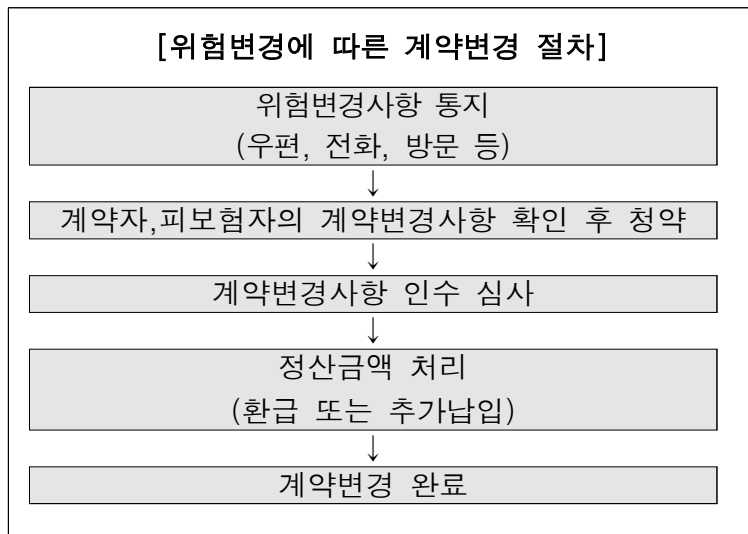 [위험변경에 따른 계약변경 절차]
위험변경사항 통지
(우편, 전화, 방문 등)
↓
계약자,피보험자의 계약변경사항 확인 후 청약
↓
계약변경사항 인수 심사
↓
정산금액 처리
(환급 또는 추가납입)
↓
계약변경 완료